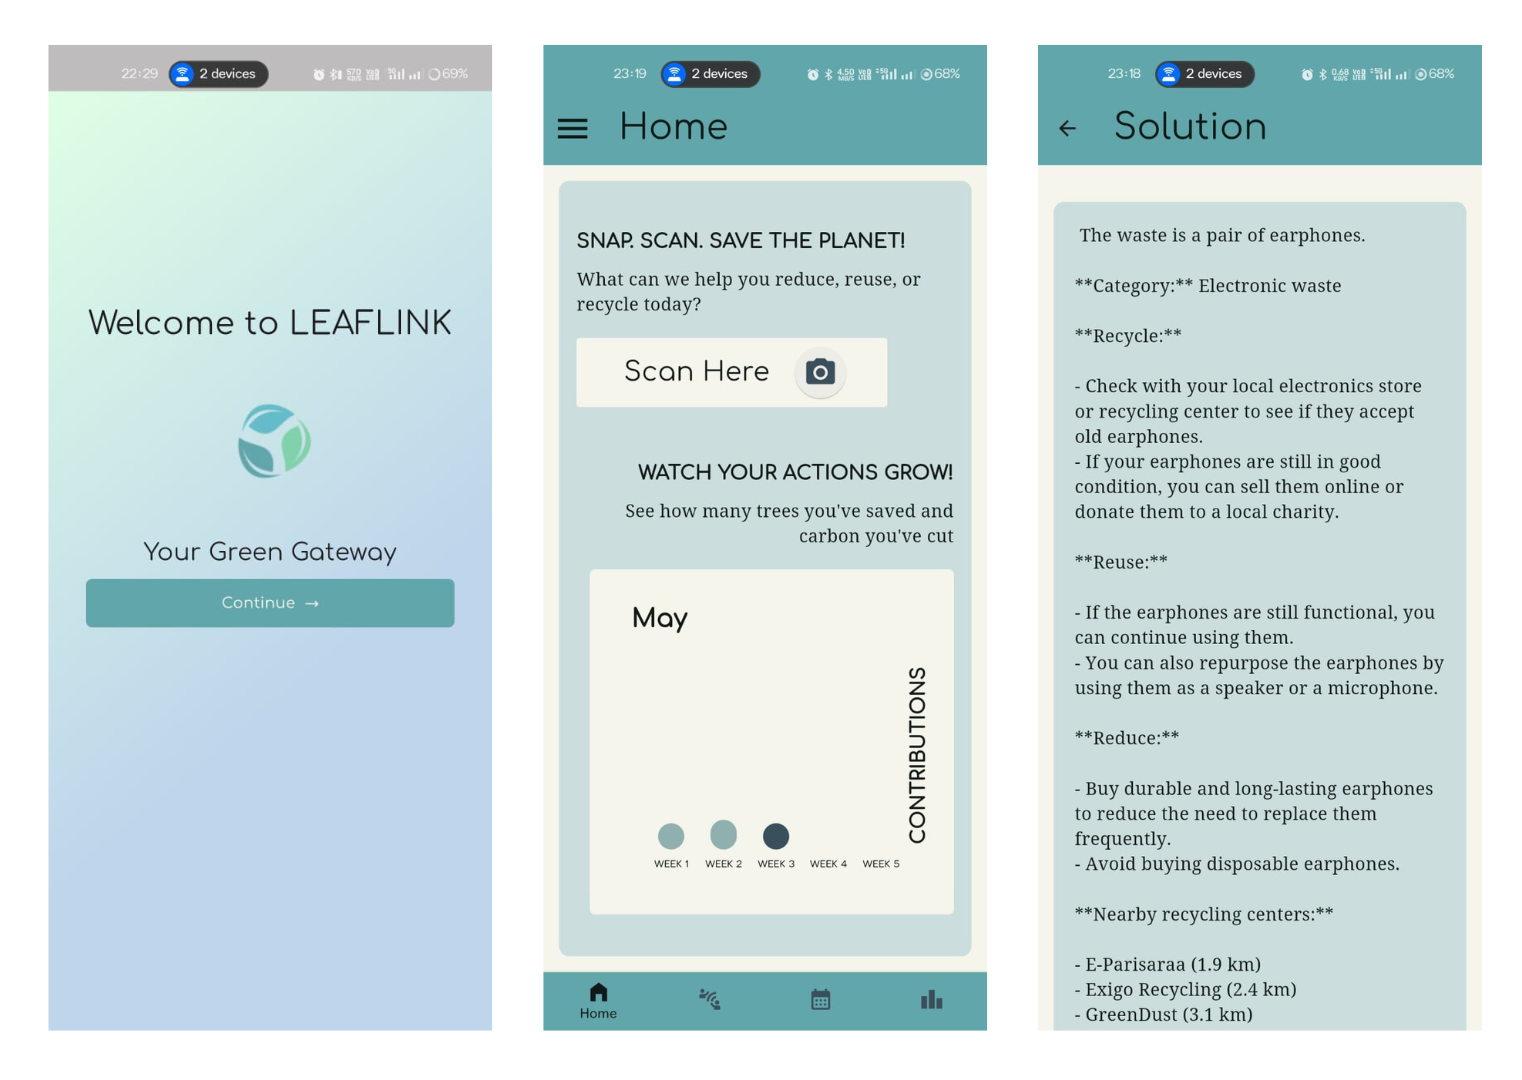 22:29 2 devices 69%
Welcome to LEAFLINK
Your Green Gateway
Continue →
23:19 2 devices 4.50 68%
Home
SNAP. SCAN. SAVE THE PLANET!
What can we help you reduce, reuse, or
recycle today?
Scan Here
WATCH YOUR ACTIONS GROW!
See how many trees you've saved and
carbon you've cut
May
CONTRIBUTIONS
WEEK 1 WEEK 2 WEEK 3 WEEK 4 WEEK 5
Home
23:18 2 devices 0.68 68%
Solution
The waste is a pair of earphones.
**Category:** Electronic waste
**Recycle:**
- Check with your local electronics store
or recycling center to see if they accept
old earphones.
- If your earphones are still in good
condition, you can sell them online or
donate them to a local charity.
**Reuse:**
- If the earphones are still functional, you
can continue using them.
- You can also repurpose the earphones by
using them as a speaker or a microphone.
**Reduce:**
- Buy durable and long-lasting earphones
to reduce the need to replace them
frequently.
- Avoid buying disposable earphones.
**Nearby recycling centers:**
- E-Parisaraa (1.9 km)
- Exigo Recycling (2.4 km)
- GreenDust (3.1 km)